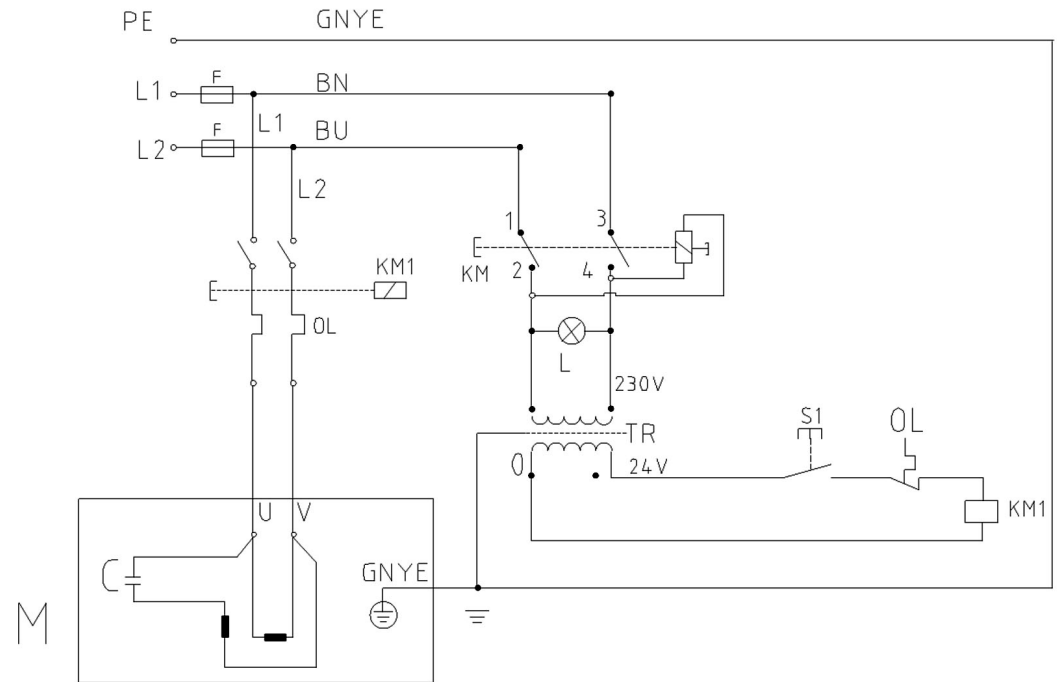 PE GNYE
F
L1 BN
L1
F
L2 BU
L2
1 3
KM 2 4
KM1
OL
L
230V
S1 OL
TR
0 24V
KM1
U V
GNYE
M